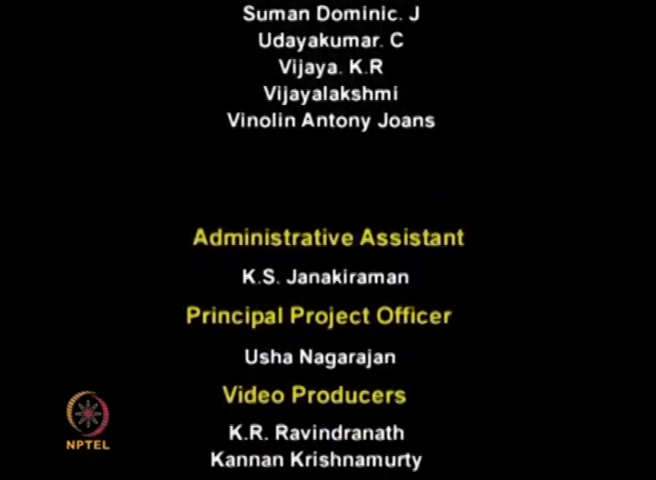 Suman Dominic. J
Udayakumar. C
Vijaya. K.R
Vijayalakshmi
Vinolin Antony Joans
Administrative Assistant
K.S. Janakiraman
Principal Project Officer
Usha Nagarajan
Video Producers
K.R. Ravindranath
Kannan Krishnamurty
NPTEL